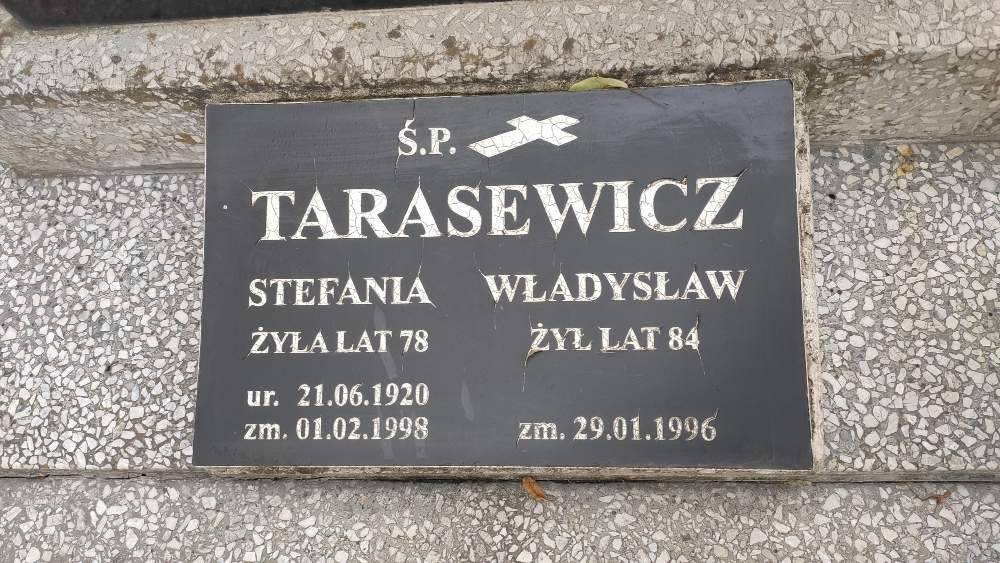 Ś.P.
TARASEWICZ
STEFANIA WŁADYSŁAW
ŻYŁA LAT 78 ŻYŁ LAT 84
ur. 21.06.1920
zm. 01.02.1998 zm. 29.01.1996